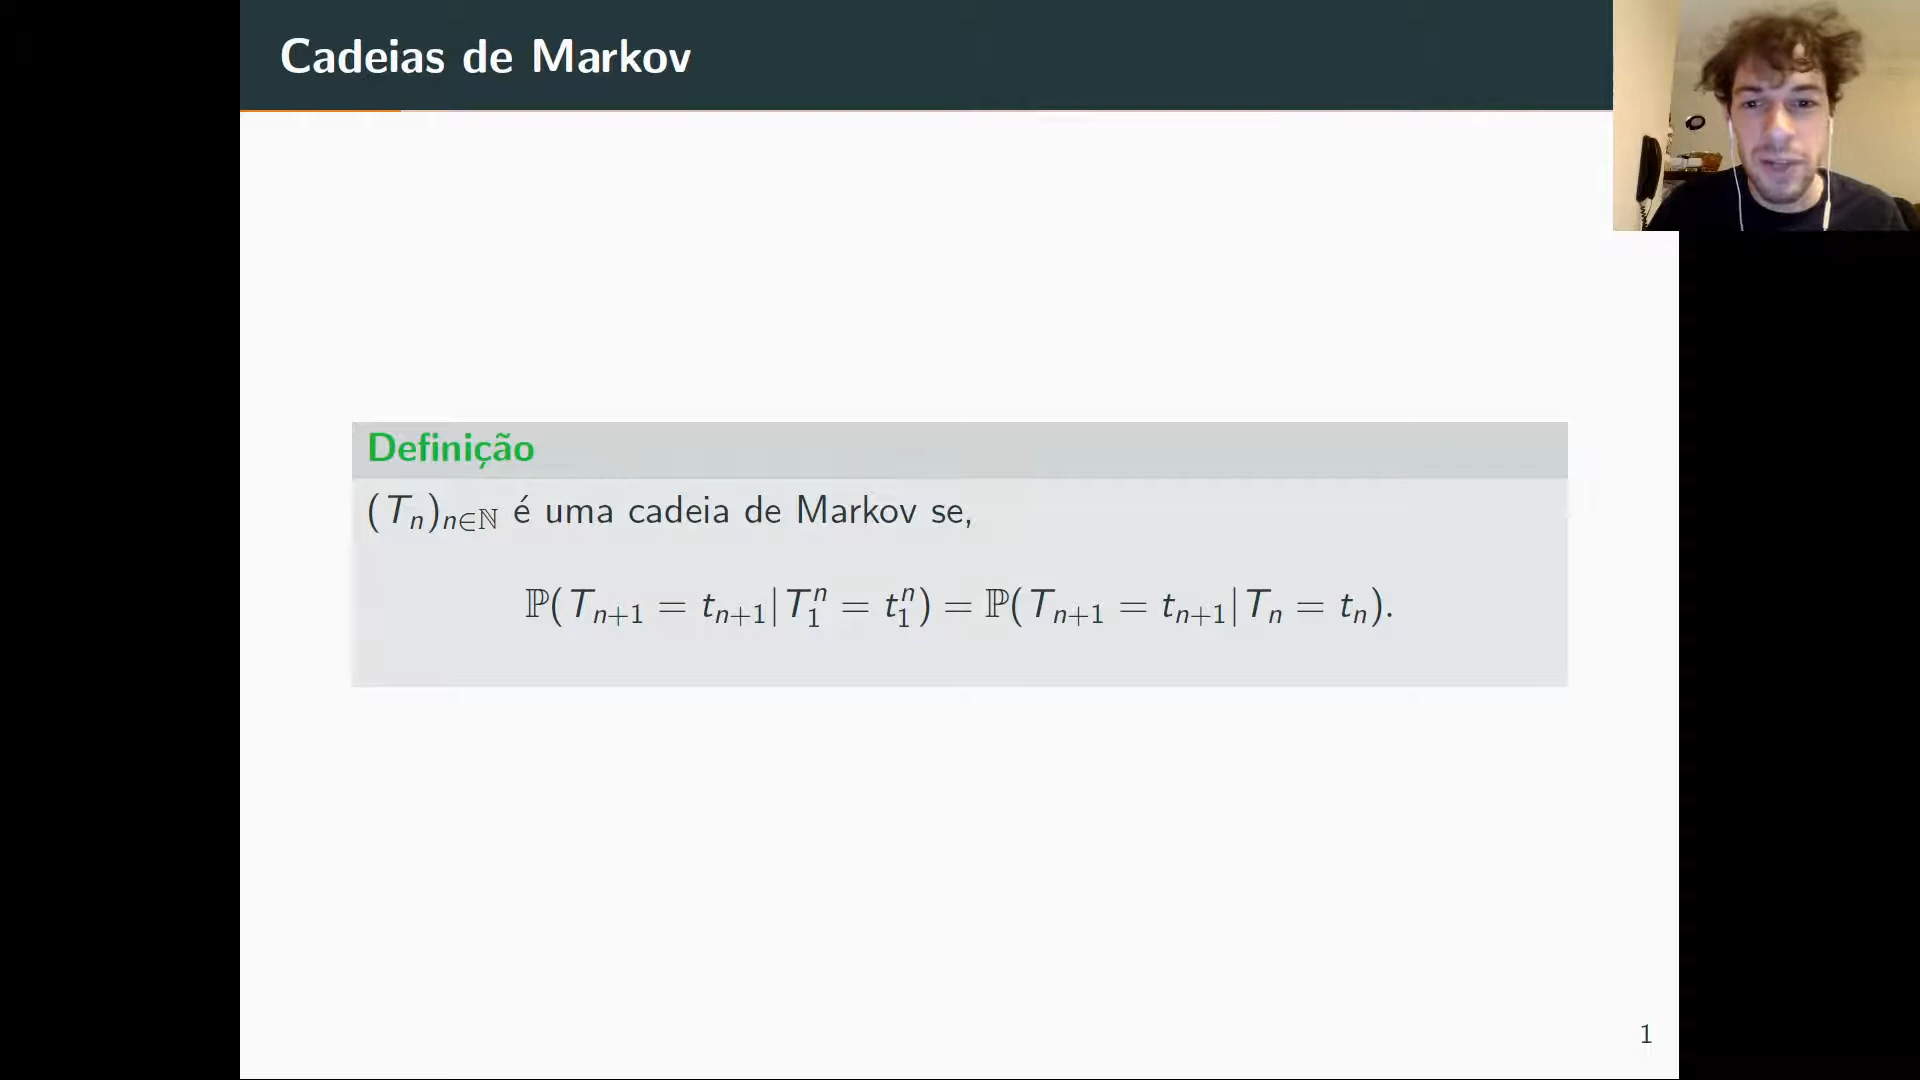 Cadeias de Markov
Definição
(Tₙ)ₙ∈ℕ é uma cadeia de Markov se,
ℙ(Tₙ₊₁ = tₙ₊₁|T₁ⁿ = t₁ⁿ) = ℙ(Tₙ₊₁ = tₙ₊₁|Tₙ = tₙ).
1